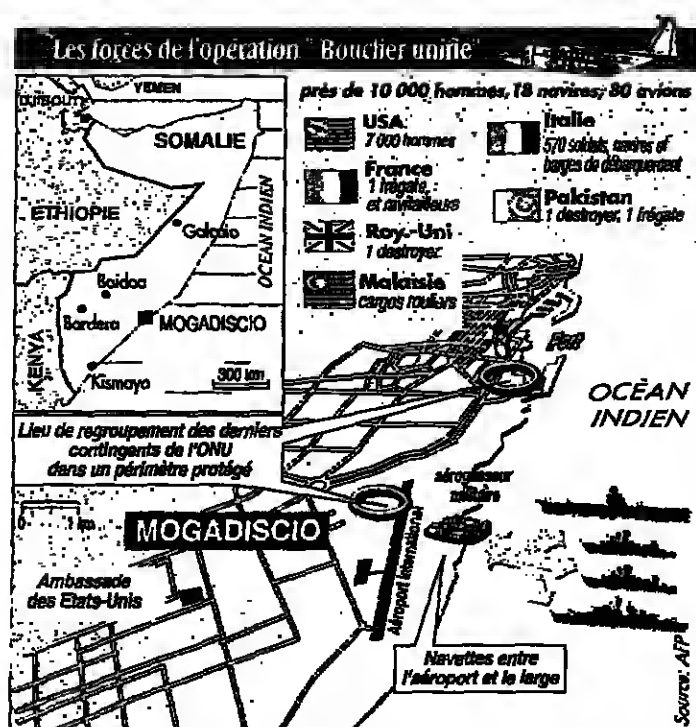 Les forces de l'opération "Bouclier unifié"
près de 10 000 hommes, 18 navires, 80 avions
YEMEN
DJIBOUTI
SOMALIE
ETHIOPIE
Galcaio
OCEAN INDIEN
Baidoa
Bardera
MOGADISCIO
KENYA
Kismayo
300 km
USA
7 000 hommes
France
1 frégate,
et ravitailleurs
Roy.-Uni
1 destroyer
Malaisie
cargos rouliers
Italie
570 soldats, navires et
barges de débarquement
Pakistan
1 destroyer, 1 frégate
Port
OCÉAN
INDIEN
Lieu de regroupement des derniers
contingents de l'ONU
dans un périmètre protégé
aéroglisseur
militaire
0 1 km
MOGADISCIO
Ambassade
des Etats-Unis
Aéroport international
Navettes entre
l'aéroport et le large
Source: AFP